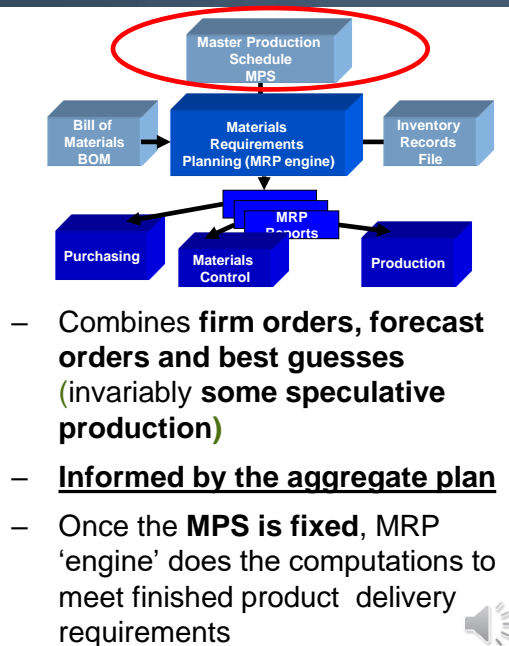 Master Production
Schedule
MPS
Bill of
Materials
BOM
Materials
Requirements
Planning (MRP engine)
Inventory
Records
File
MRP
Reports
Purchasing
Materials
Control
Production
– Combines firm orders, forecast
orders and best guesses
(invariably some speculative
production)
– Informed by the aggregate plan
– Once the MPS is fixed, MRP
‘engine’ does the computations to
meet finished product delivery
requirements